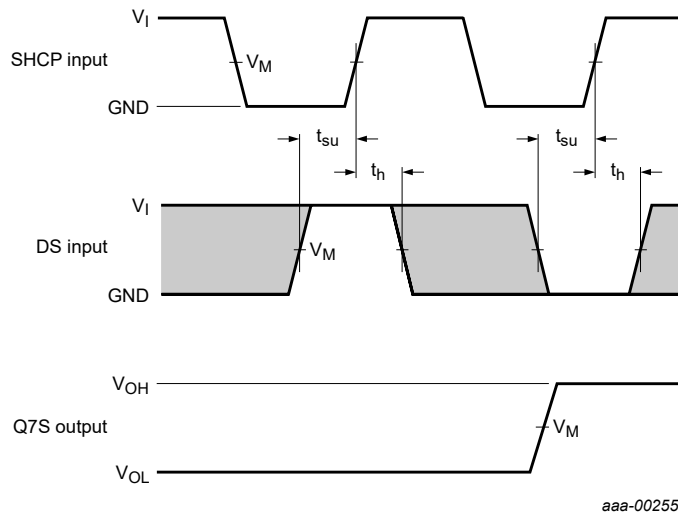 V_I
SHCP input
V_M
GND
t_su
t_su
t_h
t_h
V_I
DS input
V_M
GND
V_OH
Q7S output
V_M
V_OL
aaa-00255